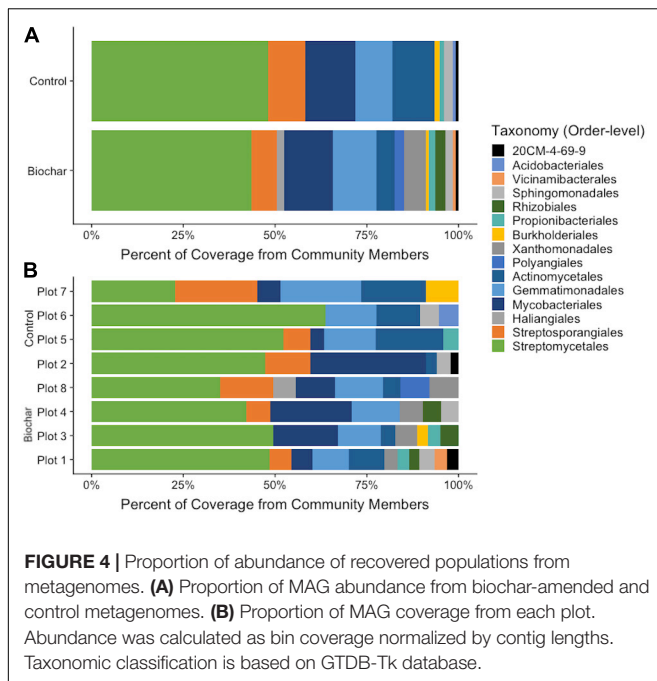 A
Control
Biochar
0%
25%
50%
75%
100%
Percent of Coverage from Community Members
B
Control
Plot 7
Plot 6
Plot 5
Plot 2
Biochar
Plot 8
Plot 4
Plot 3
Plot 1
0%
25%
50%
75%
100%
Percent of Coverage from Community Members
Taxonomy (Order-level)
20CM-4-69-9
Acidobacteriales
Vicinamibacterales
Sphingomonadales
Rhizobiales
Propionibacteriales
Burkholderiales
Xanthomonadales
Polyangiales
Actinomycetales
Gemmatimonadales
Mycobacteriales
Haliangiales
Streptosporangiales
Streptomycetales
FIGURE 4 | Proportion of abundance of recovered populations from
metagenomes. (A) Proportion of MAG abundance from biochar-amended and
control metagenomes. (B) Proportion of MAG coverage from each plot.
Abundance was calculated as bin coverage normalized by contig lengths.
Taxonomic classification is based on GTDB-Tk database.